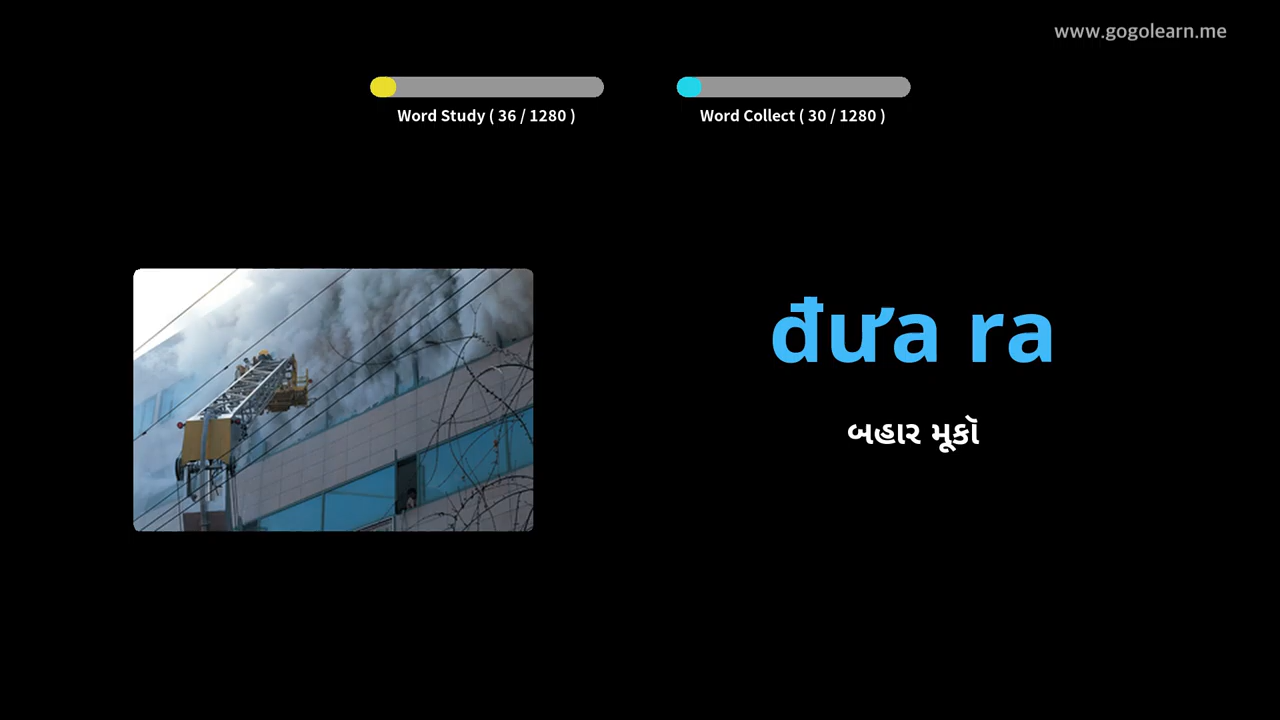 www.gogolearn.me
Word Study ( 36 / 1280 )
Word Collect ( 30 / 1280 )
đưa ra
બહાર મૂકૉ